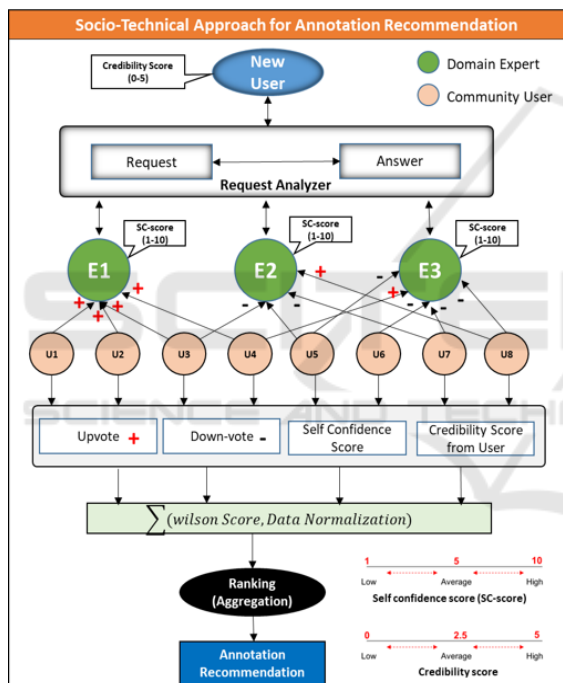 Socio-Technical Approach for Annotation Recommendation
Credibility Score
(0-5)
New
User
Domain Expert
Community User
Request
Answer
Request Analyzer
SC-score
(1-10)
SC-score
(1-10)
SC-score
(1-10)
E1
E2
E3
+
+
+
+
-
-
+
-
-
+
-
-
-
U1
U2
U3
U4
U5
U6
U7
U8
SCIENCE AND TECH
Upvote +
Down-vote -
Self Confidence
Score
Credibility Score
from User
∑(wilson Score, Data Normalization)
Ranking
(Aggregation)
Annotation
Recommendation
1 5 10
Low Average High
Self confidence score (SC-score)
0 2.5 5
Low Average High
Credibility score